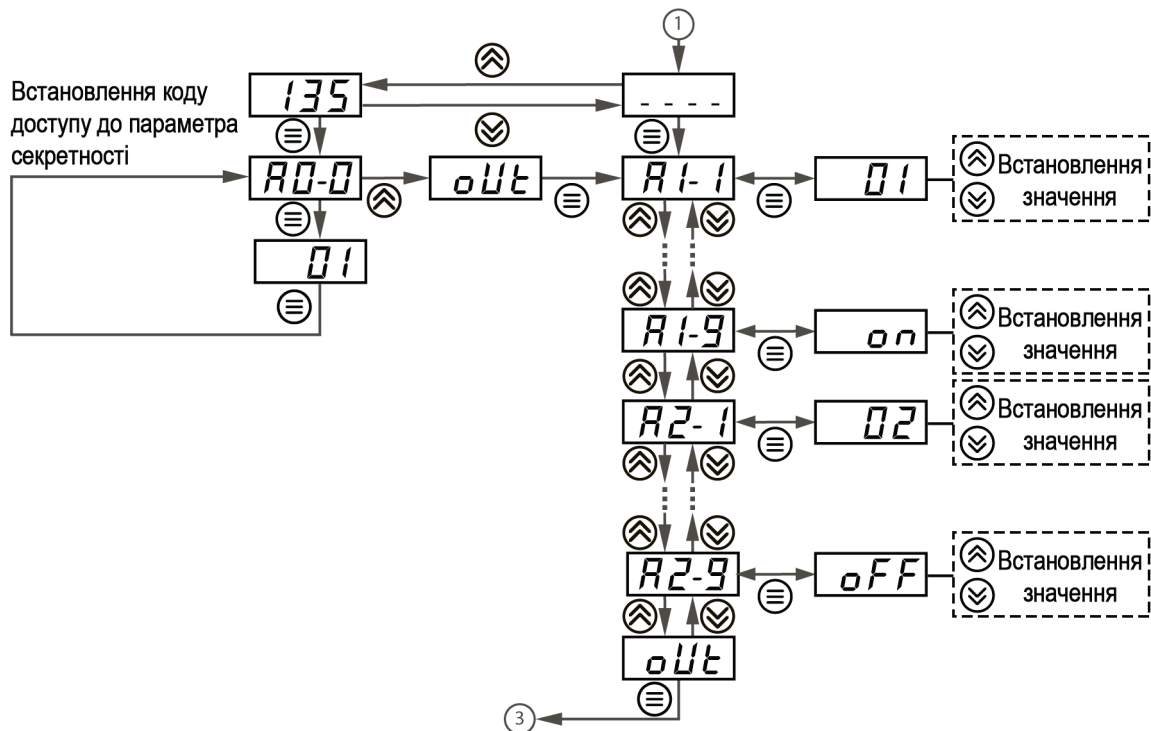 1
135
- - - -
Встановлення коду
доступу до параметра
секретності
A0-0
oUt
A1-1
01
Встановлення
значення
01
A1-9
on
Встановлення
значення
A2-1
02
Встановлення
значення
A2-9
oFF
Встановлення
значення
oUt
3